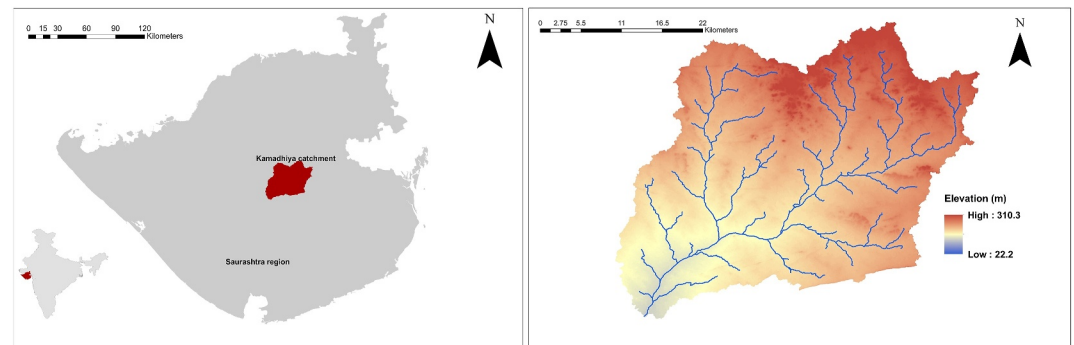 0 15 30 60 90 120
Kilometers
N
Kamadhiya catchment
Saurashtra region
0 2.75 5.5 11 16.5 22
Kilometers
N
Elevation (m)
High : 310.3
Low : 22.2